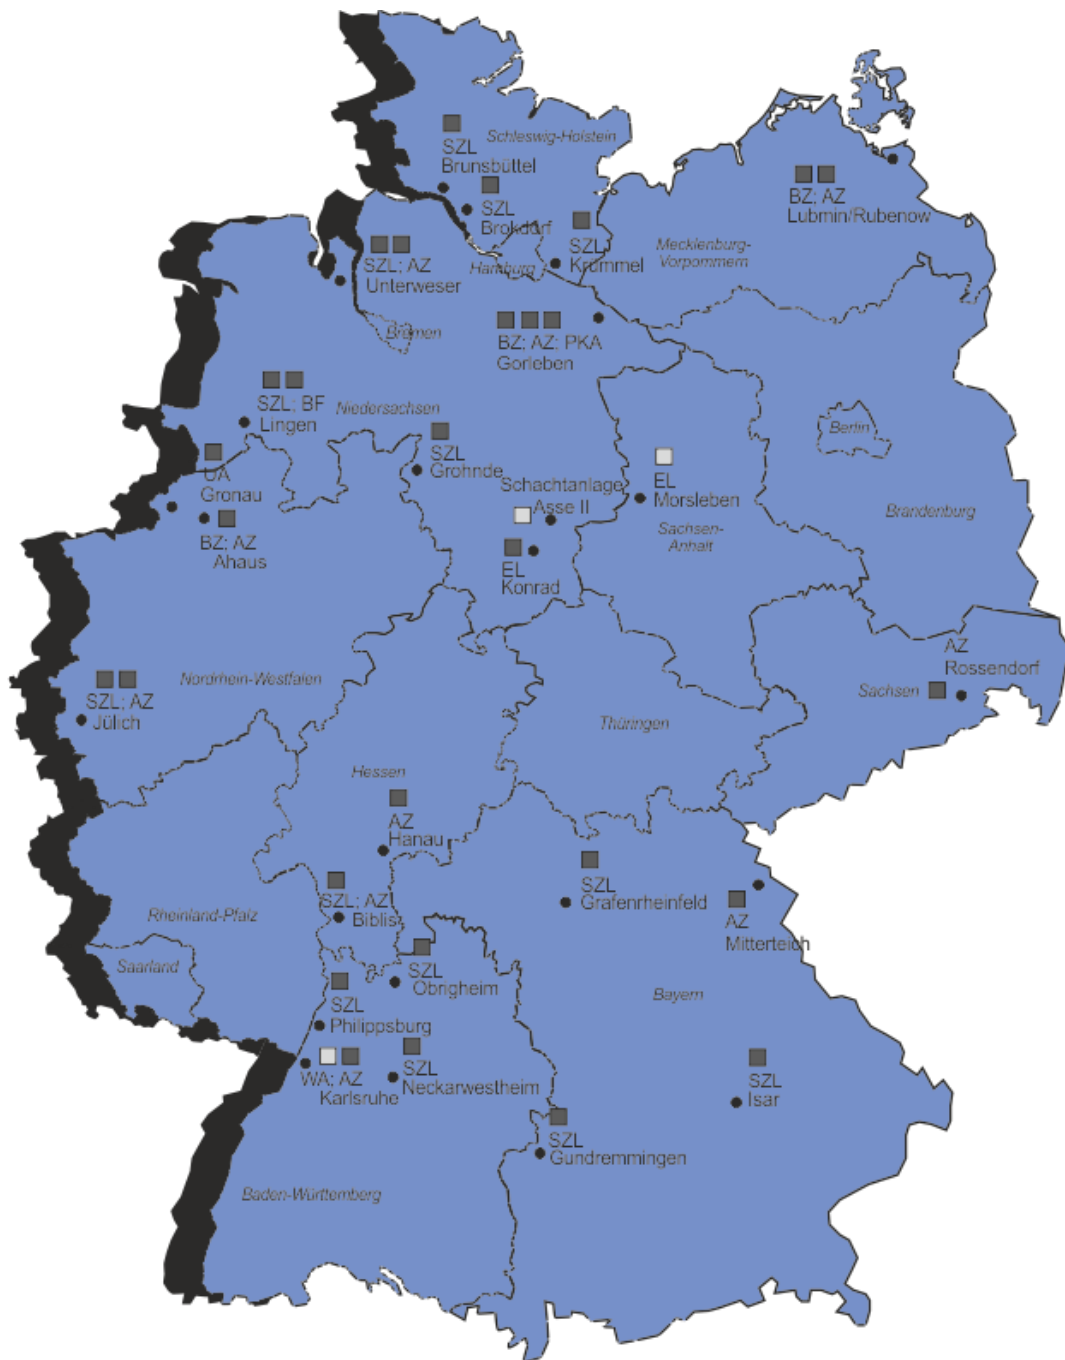 SZL
Schleswig-Holstein
Brunsbüttel
SZL
Brokdorf
BZ; AZ
Lubmin/Rubenow
SZL
Krümmel
Mecklenburg-
Vorpommern
Hamburg
SZL; AZ
Unterweser
Bremen
BZ; AZ; PKA
Gorleben
SZL; BF
Lingen
Niedersachsen
SZL
Grohnde
Berlin
UA
Gronau
EL
Morsleben
Schachtanlage
Asse II
Brandenburg
Sachsen-
Anhalt
BZ; AZ
Ahaus
EL
Konrad
AZ
Rossendorf
Sachsen
Nordrhein-Westfalen
SZL; AZ
Jülich
Thüringen
Hessen
AZ
Hanau
SZL
Grafenrheinfeld
SZL; AZ
Biblis
Rheinland-Pfalz
AZ
Mitterteich
Saarland
SZL
Obrigheim
Bayern
SZL
Philippsburg
WA; AZ
Karlsruhe
SZL
Neckarwestheim
SZL
Isar
SZL
Gundremmingen
Baden-Württemberg